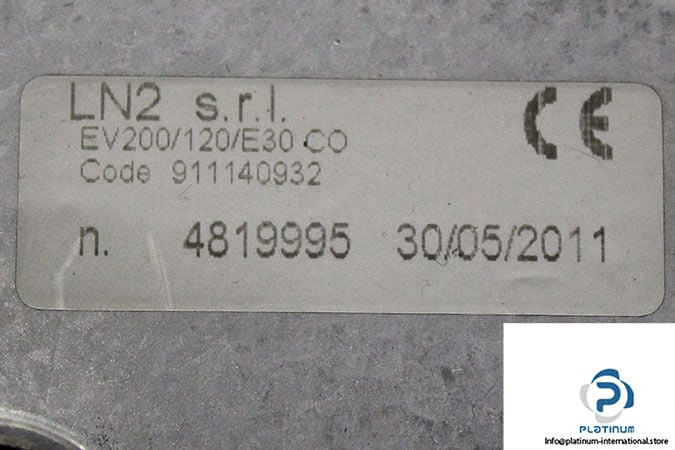 LN2 s.r.l.
EV200/120/E30 CO
Code 911140932
CE
n. 4819995 30/05/2011
PLATINUM
Info@platinum-international.store